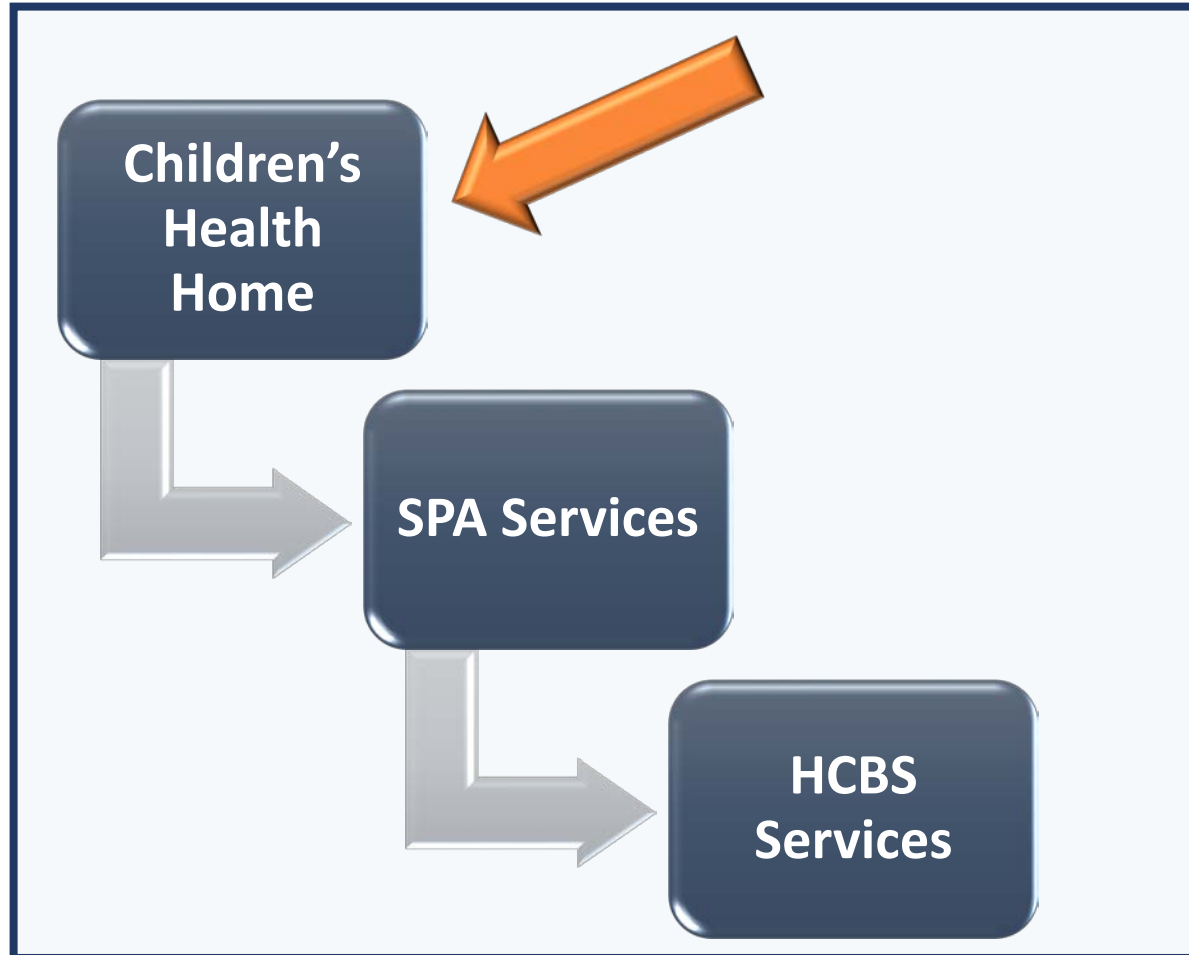 Children’s
Health
Home
SPA Services
HCBS
Services